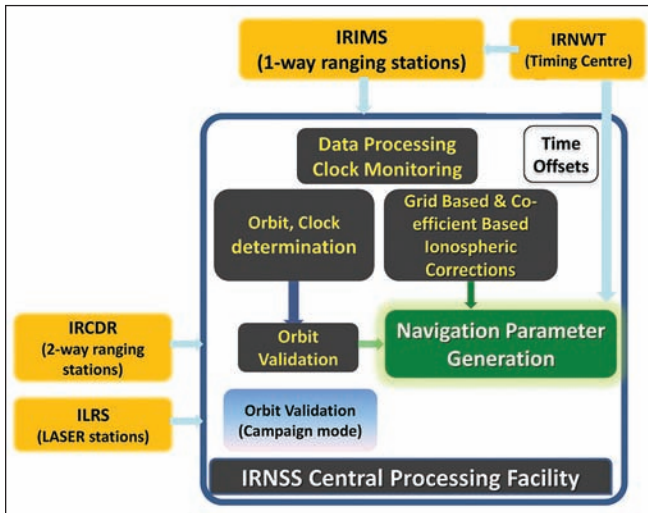 IRIMS
(1-way ranging stations)
IRNWT
(Timing Centre)
Data Processing
Clock Monitoring
Time
Offsets
Orbit, Clock
determination
Grid Based & Co-
efficient Based
Ionospheric
Corrections
IRCDR
(2-way ranging
stations)
Orbit
Validation
Navigation Parameter
Generation
ILRS
(LASER stations)
Orbit Validation
(Campaign mode)
IRNSS Central Processing Facility